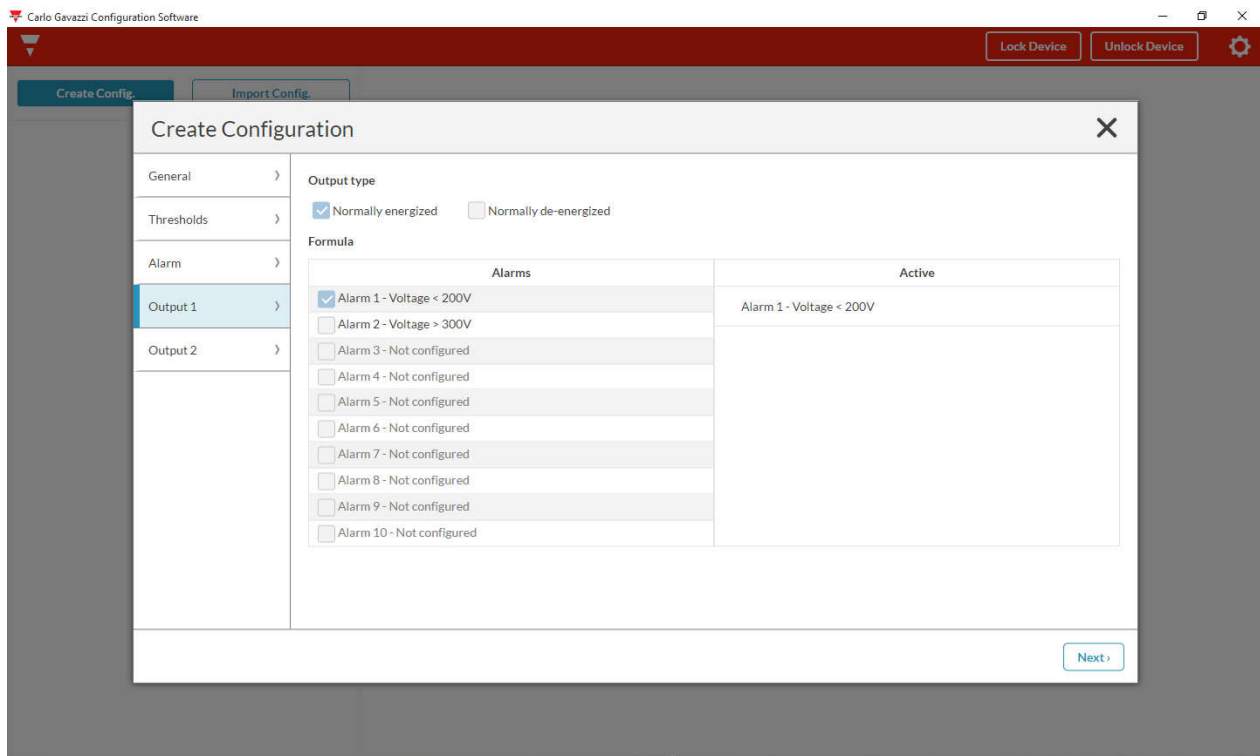 Carlo Gavazzi Configuration Software
Lock Device Unlock Device
Create Config. Import Config.
Create Configuration
General
Thresholds
Alarm
Output 1
Output 2
Output type
Normally energized Normally de-energized
Formula
Alarms Active
Alarm 1 - Voltage < 200V Alarm 1 - Voltage < 200V
Alarm 2 - Voltage > 300V
Alarm 3 - Not configured
Alarm 4 - Not configured
Alarm 5 - Not configured
Alarm 6 - Not configured
Alarm 7 - Not configured
Alarm 8 - Not configured
Alarm 9 - Not configured
Alarm 10 - Not configured
Next ›